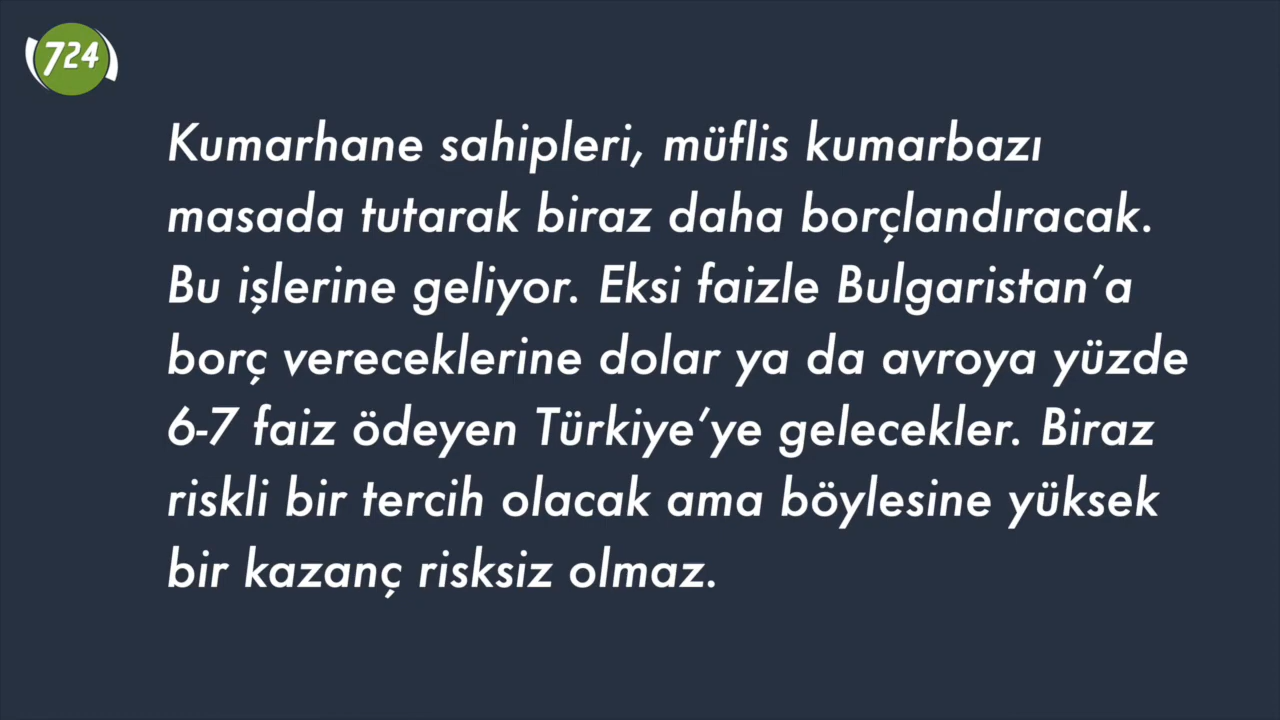 724
Kumarhane sahipleri, müflis kumarbazı
masada tutarak biraz daha borçlandıracak.
Bu işlerine geliyor. Eksi faizle Bulgaristan’a
borç vereceklerine dolar ya da avroya yüzde
6-7 faiz ödeyen Türkiye’ye gelecekler. Biraz
riskli bir tercih olacak ama böylesine yüksek
bir kazanç risksiz olmaz.